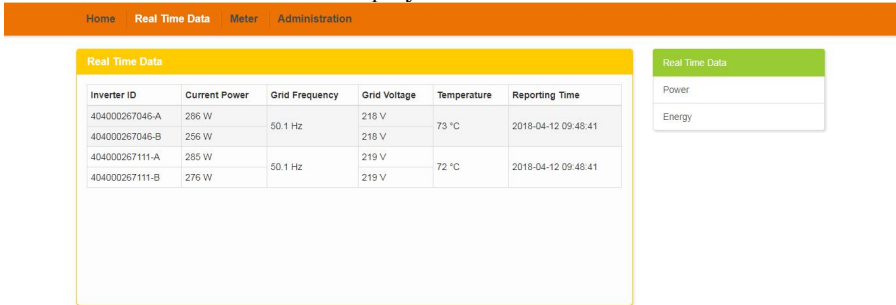 Home Real Time Data Meter Administration
Real Time Data
Inverter ID Current Power Grid Frequency Grid Voltage Temperature Reporting Time
404000267046-A 286 W 50.1 Hz 218 V 73 °C 2018-04-12 09:48:41
404000267046-B 256 W 218 V
404000267111-A 285 W 50.1 Hz 219 V 72 °C 2018-04-12 09:48:41
404000267111-B 276 W 219 V
Real Time Data
Power
Energy